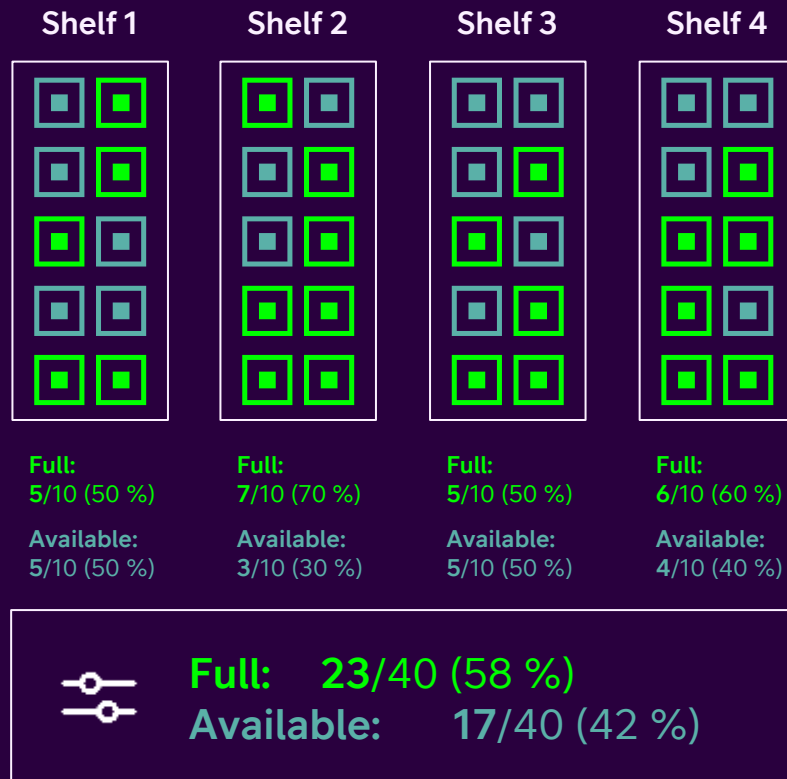 Shelf 1
Shelf 2
Shelf 3
Shelf 4
Full:
5/10 (50 %)
Available:
5/10 (50 %)
Full:
7/10 (70 %)
Available:
3/10 (30 %)
Full:
5/10 (50 %)
Available:
5/10 (50 %)
Full:
6/10 (60 %)
Available:
4/10 (40 %)
Full: 23/40 (58 %)
Available: 17/40 (42 %)